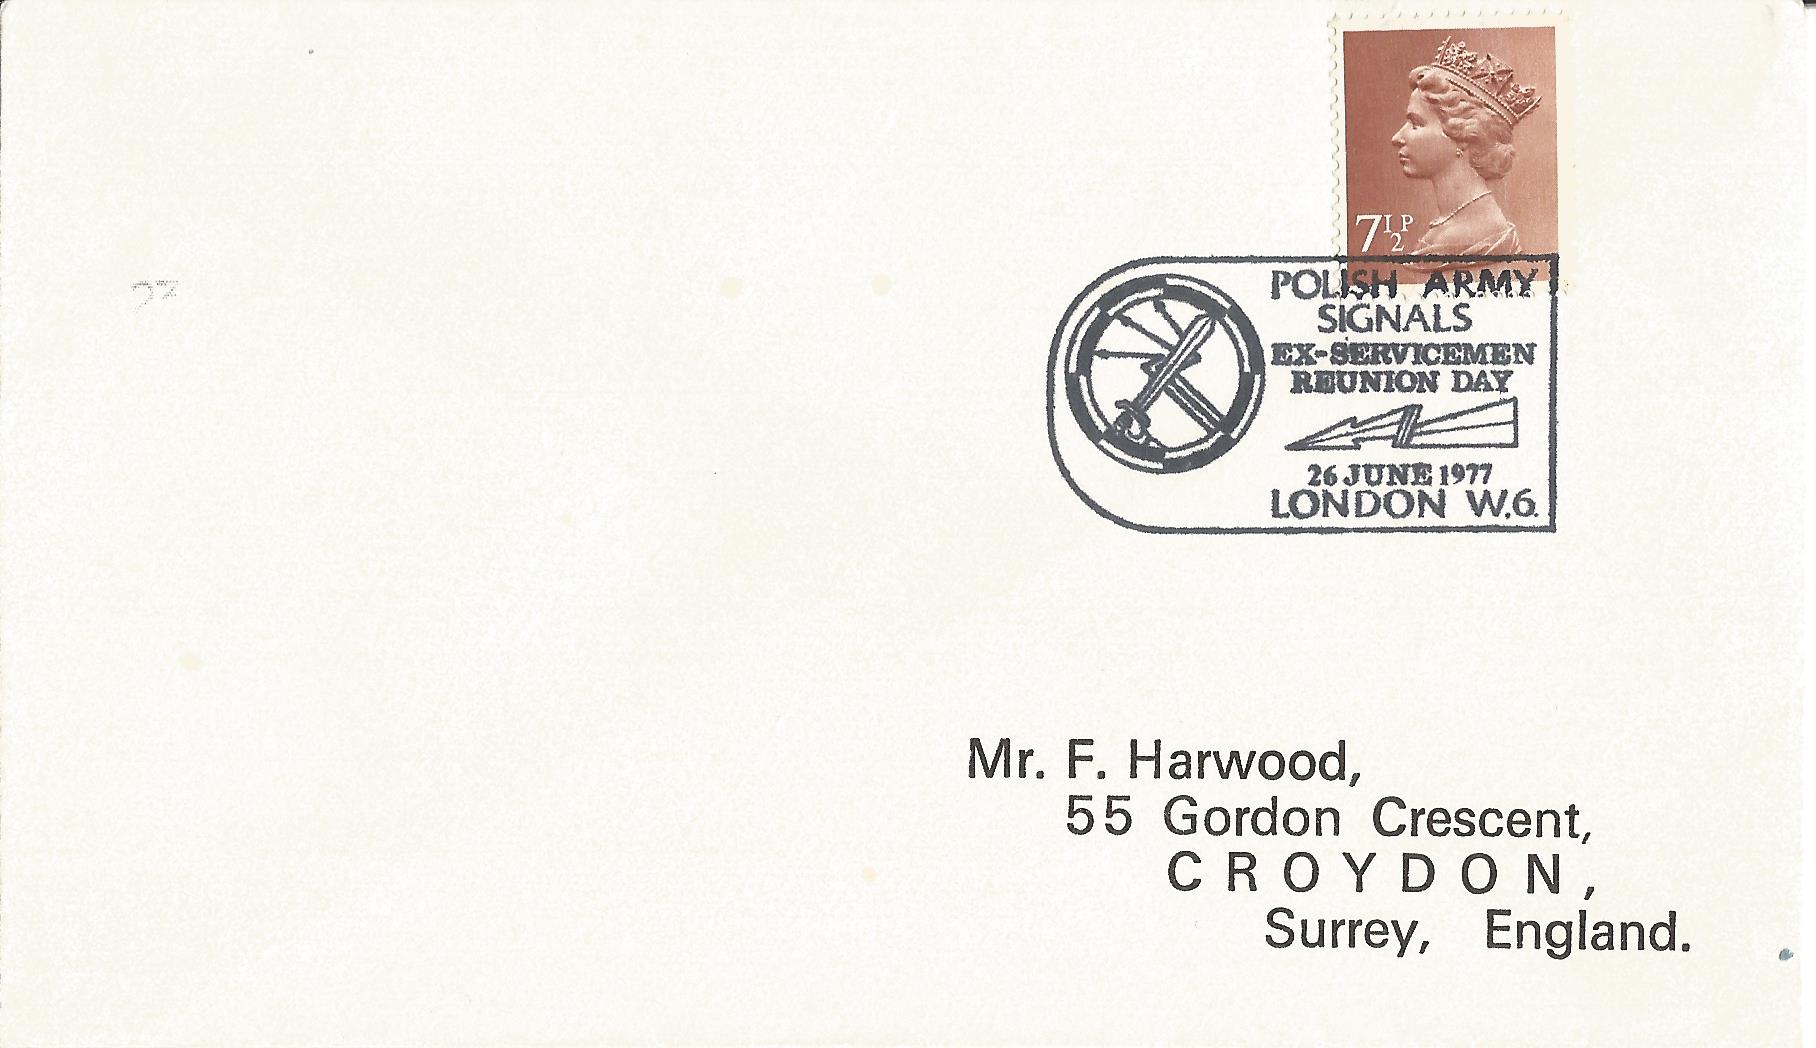 7½P
POLISH ARMY
SIGNALS
EX-SERVICEMEN
REUNION DAY
26 JUNE 1977
LONDON W.6.
77
Mr. F. Harwood,
55 Gordon Crescent,
CROYDON,
Surrey, England.